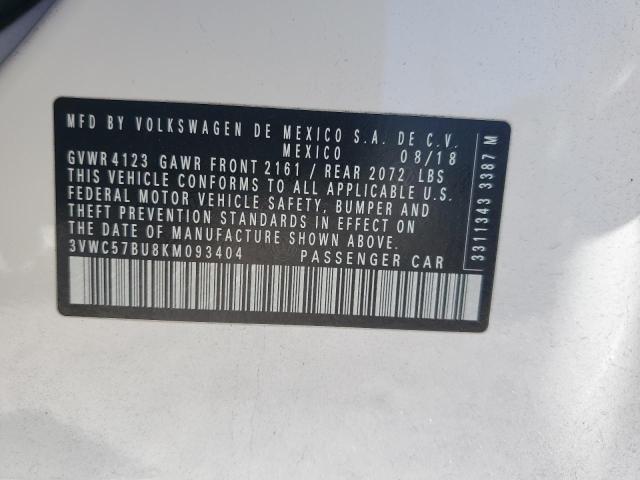 MFD BY VOLKSWAGEN DE MEXICO S.A. DE C.V.
MEXICO 08/18
GVWR 4123 GAWR FRONT 2161 / REAR 2072 LBS
THIS VEHICLE CONFORMS TO ALL APPLICABLE U.S.
FEDERAL MOTOR VEHICLE SAFETY, BUMPER AND
THEFT PREVENTION STANDARDS IN EFFECT ON
THE DATE OF MANUFACTURE SHOWN ABOVE.
3VWC57BU8KM093404 PASSENGER CAR
3311343 3387 M